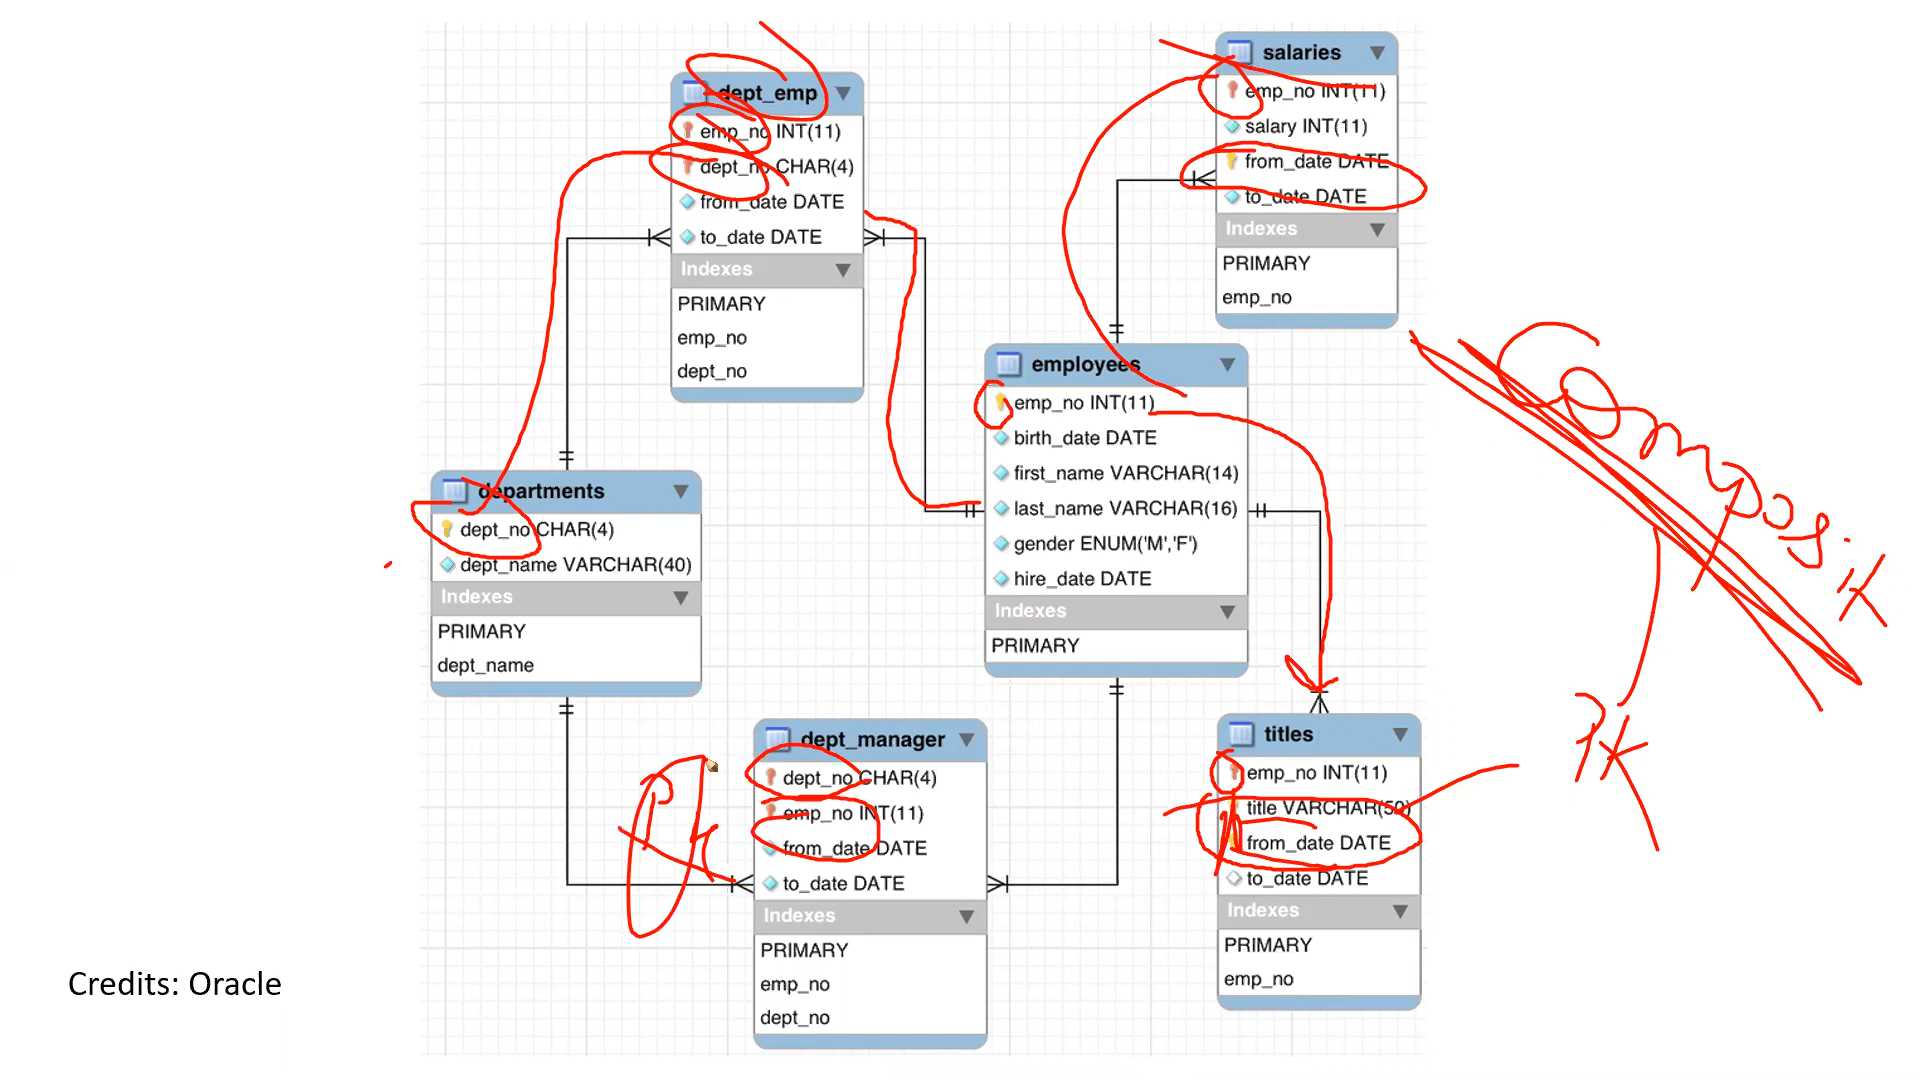 dept_emp
emp_no INT(11)
dept_no CHAR(4)
from_date DATE
to_date DATE
Indexes
PRIMARY
emp_no
dept_no
salaries
emp_no INT(11)
salary INT(11)
from_date DATE
to_date DATE
Indexes
PRIMARY
emp_no
employees
emp_no INT(11)
birth_date DATE
first_name VARCHAR(14)
last_name VARCHAR(16)
gender ENUM('M','F')
hire_date DATE
Indexes
PRIMARY
departments
dept_no CHAR(4)
dept_name VARCHAR(40)
Indexes
PRIMARY
dept_name
Composit
PK
dept_manager
dept_no CHAR(4)
emp_no INT(11)
from_date DATE
to_date DATE
Indexes
PRIMARY
emp_no
dept_no
titles
emp_no INT(11)
title VARCHAR(50)
from_date DATE
to_date DATE
Indexes
PRIMARY
emp_no
Credits: Oracle